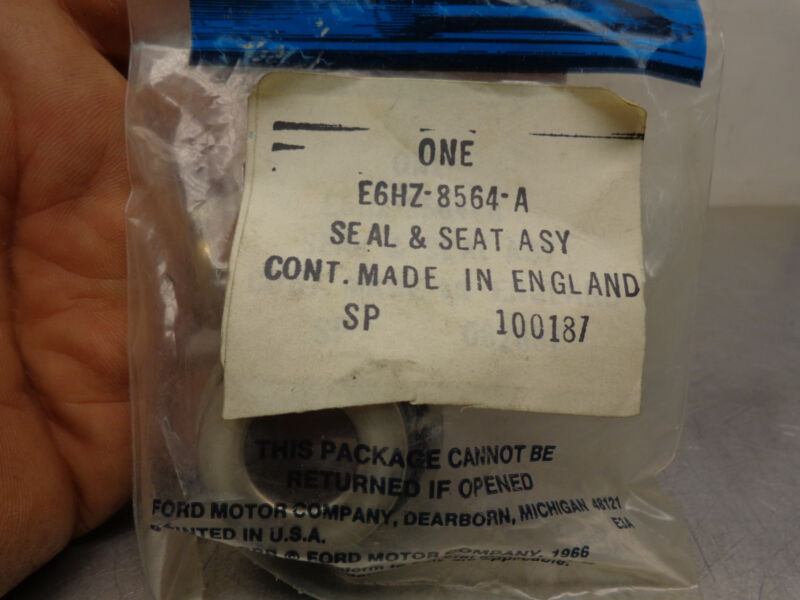 ONE
E6HZ-8564-A
SEAL & SEAT ASY
CONT. MADE IN ENGLAND
SP 100187
THIS PACKAGE CANNOT BE
RETURNED IF OPENED
FORD MOTOR COMPANY, DEARBORN, MICHIGAN 48121
PRINTED IN U.S.A. E3A
© FORD MOTOR COMPANY, 1966